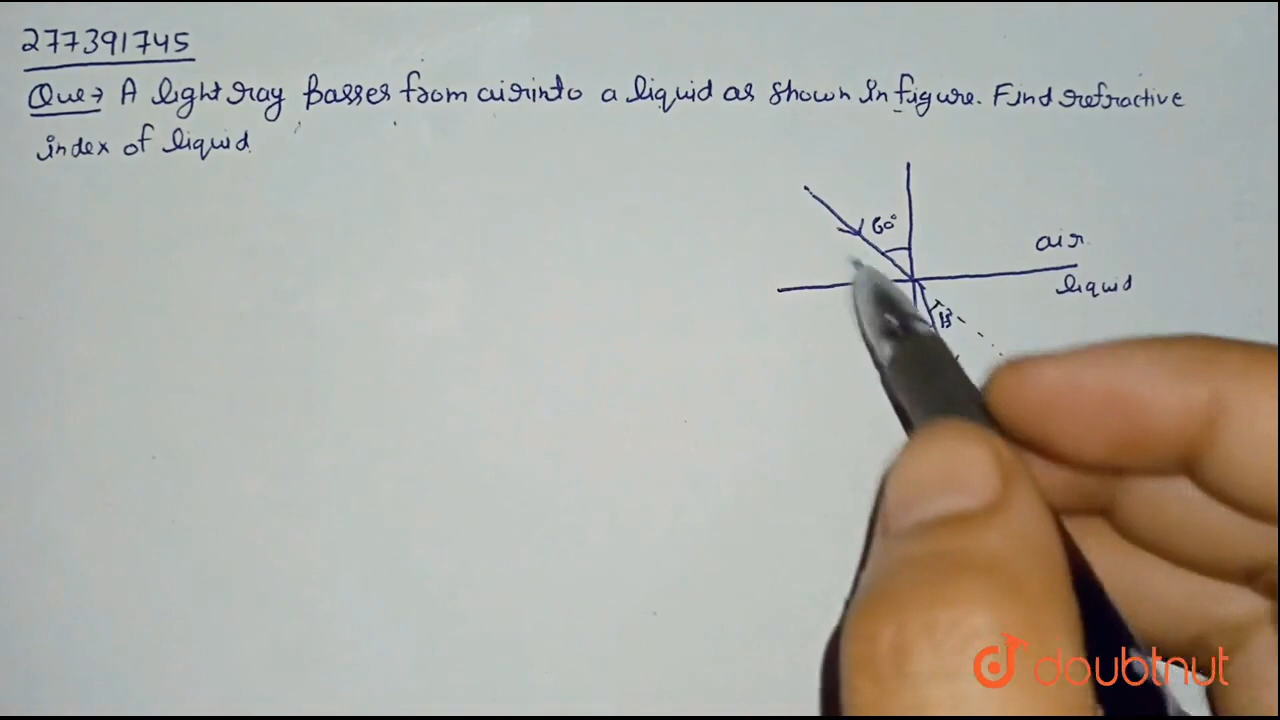 277391745
Que→ A light ray passes from air into a liquid as shown in figure. Find refractive
index of liquid.
60°
air
liquid
15°
doubtnut